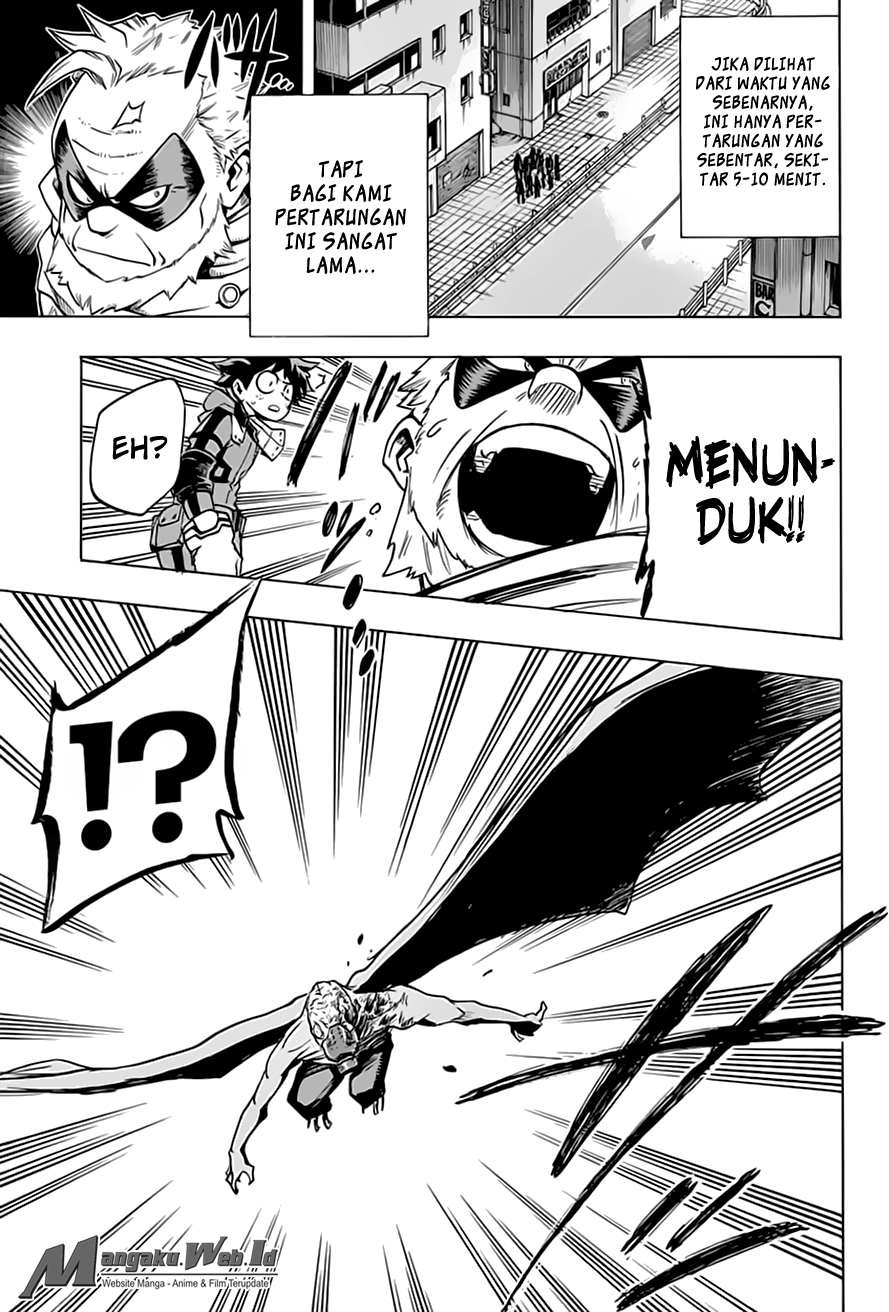 JIKA DILIHAT
DARI WAKTU YANG
SEBENARNYA,
INI HANYA PER-
TARUNGAN YANG
SEBENTAR, SEKI-
TAR 5-10 MENIT.
TAPI
BAGI KAMI
PERTARUNGAN
INI SANGAT
LAMA...
BAR
MENUN-
DUK!!
EH?
!?
Mangaku.Web.Id
Website Manga - Anime & Film Terupdate